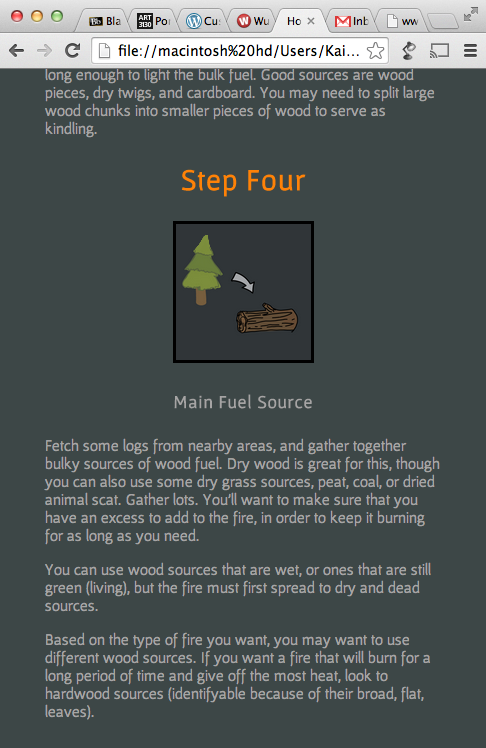 Bla
ART 3130
Por
Cus
Wu
Ho
Inb
www
file://macintosh%20hd/Users/Kai...
long enough to light the bulk fuel. Good sources are wood
pieces, dry twigs, and cardboard. You may need to split large
wood chunks into smaller pieces of wood to serve as
kindling.
Step Four
Main Fuel Source
Fetch some logs from nearby areas, and gather together
bulky sources of wood fuel. Dry wood is great for this, though
you can also use some dry grass sources, peat, coal, or dried
animal scat. Gather lots. You'll want to make sure that you
have an excess to add to the fire, in order to keep it burning
for as long as you need.
You can use wood sources that are wet, or ones that are still
green (living), but the fire must first spread to dry and dead
sources.
Based on the type of fire you want, you may want to use
different wood sources. If you want a fire that will burn for a
long period of time and give off the most heat, look to
hardwood sources (identifyable because of their broad, flat,
leaves).